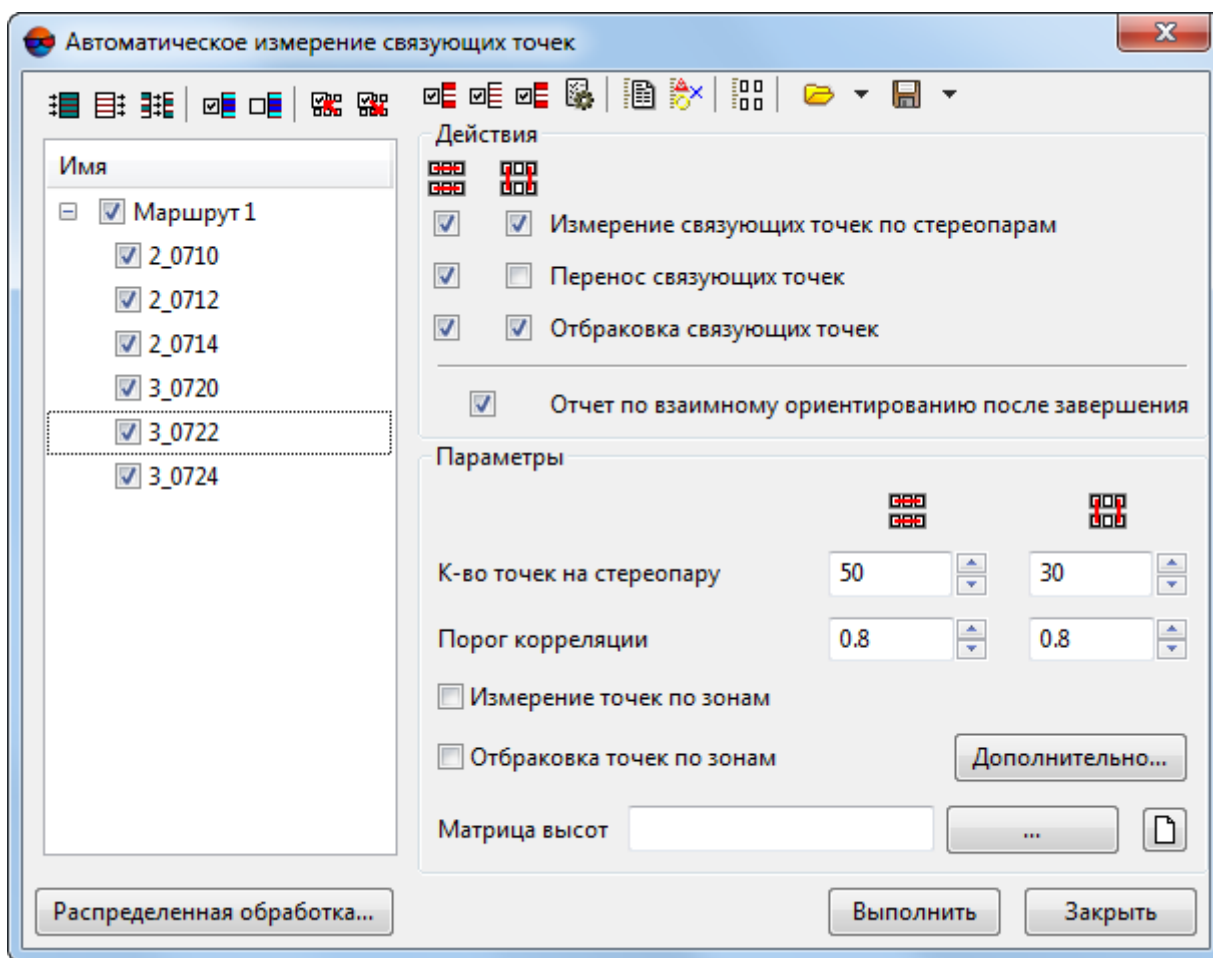 Автоматическое измерение связующих точек
Имя
Маршрут 1
2_0710
2_0712
2_0714
3_0720
3_0722
3_0724
Действия
Измерение связующих точек по стереопарам
Перенос связующих точек
Отбраковка связующих точек
Отчет по взаимному ориентированию после завершения
Параметры
К-во точек на стереопару 50 30
Порог корреляции 0.8 0.8
Измерение точек по зонам
Отбраковка точек по зонам Дополнительно...
Матрица высот ...
Распределенная обработка... Выполнить Закрыть